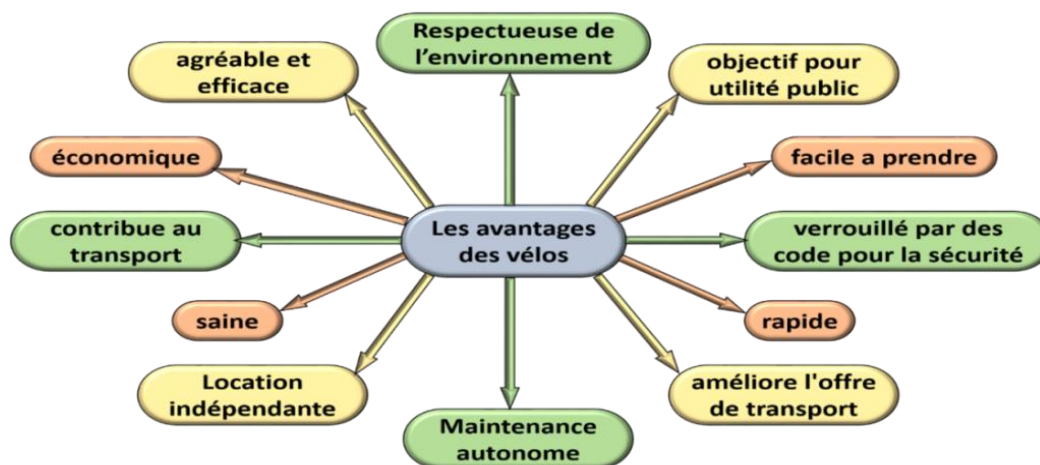 Respectueuse de
l’environnement
agréable et
efficace
objectif pour
utilité public
économique
facile a prendre
Les avantages
des vélos
contribue au
transport
verrouillé par des
code pour la sécurité
saine
rapide
Location
indépendante
améliore l'offre
de transport
Maintenance
autonome